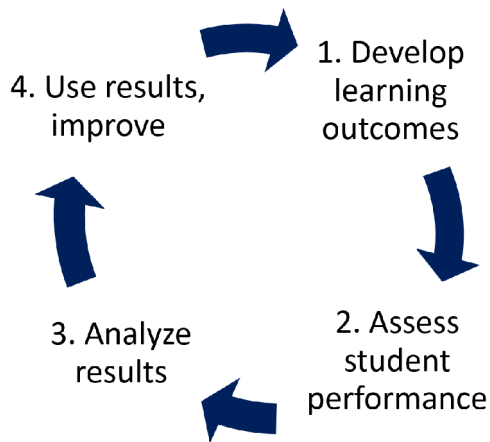 1. Develop
learning
outcomes
2. Assess
student
performance
3. Analyze
results
4. Use results,
improve